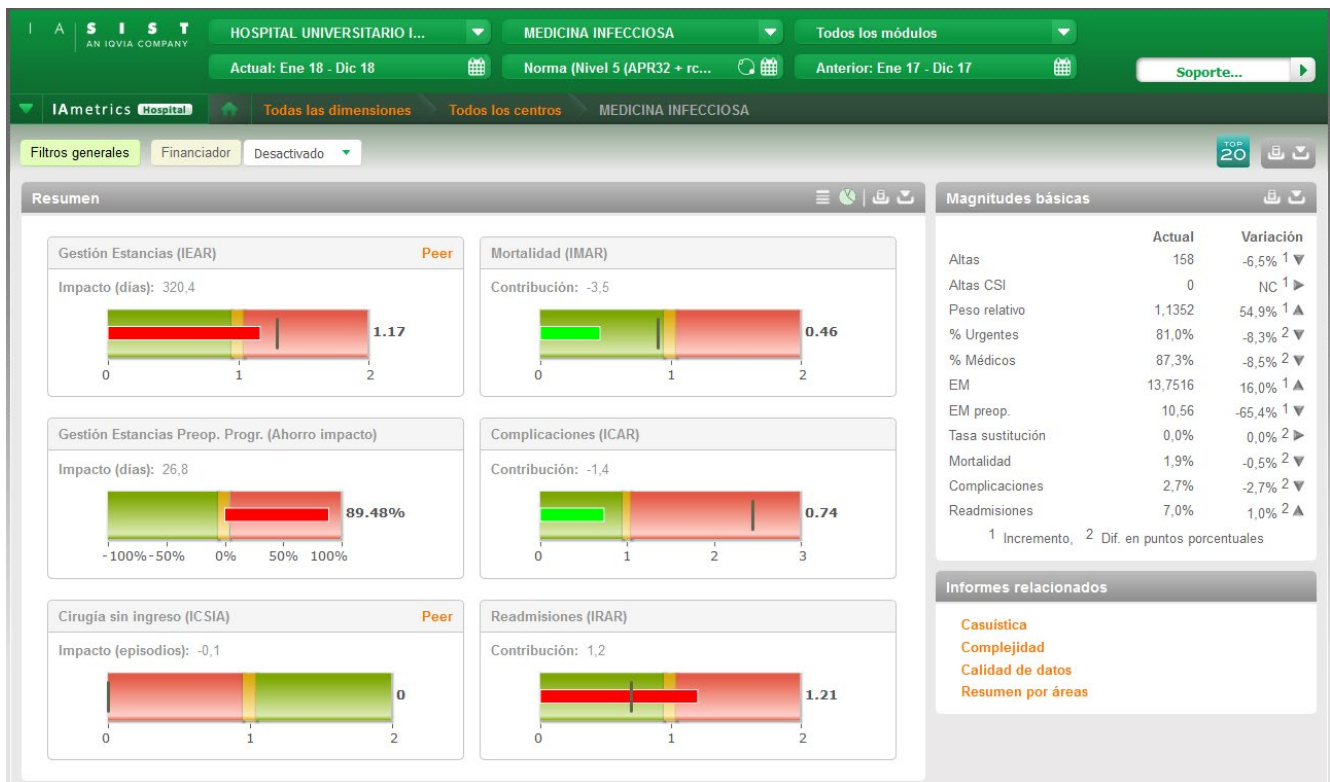 I A S I S T
AN IQVIA COMPANY
HOSPITAL UNIVERSITARIO I...
MEDICINA INFECCIOSA
Todos los módulos
Actual: Ene 18 - Dic 18
Norma (Nivel 5 (APR32 + rc...
Anterior: Ene 17 - Dic 17
Soporte...
IAmetrics Hospital
Todas las dimensiones
Todos los centros
MEDICINA INFECCIOSA
Filtros generales
Financiador
Desactivado
TOP
20
Resumen
Gestión Estancias (IEAR) Peer
Impacto (días): 320,4
1.17
0 1 2
Mortalidad (IMAR)
Contribución: -3,5
0.46
0 1 2
Gestión Estancias Preop. Progr. (Ahorro impacto)
Impacto (días): 26,8
89.48%
-100% -50% 0% 50% 100%
Complicaciones (ICAR)
Contribución: -1,4
0.74
0 1 2 3
Cirugía sin ingreso (ICSIA) Peer
Impacto (episodios): -0,1
0
0 1 2
Readmisiones (IRAR)
Contribución: 1,2
1.21
0 1 2
Magnitudes básicas
Actual Variación
Altas 158 -6,5% 1
Altas CSI 0 NC 1
Peso relativo 1,1352 54,9% 1
% Urgentes 81,0% -8,3% 2
% Médicos 87,3% -8,5% 2
EM 13,7516 16,0% 1
EM preop. 10,56 -65,4% 1
Tasa sustitución 0,0% 0,0% 2
Mortalidad 1,9% -0,5% 2
Complicaciones 2,7% -2,7% 2
Readmisiones 7,0% 1,0% 2
1 Incremento, 2 Dif. en puntos porcentuales
Informes relacionados
Casuística
Complejidad
Calidad de datos
Resumen por áreas